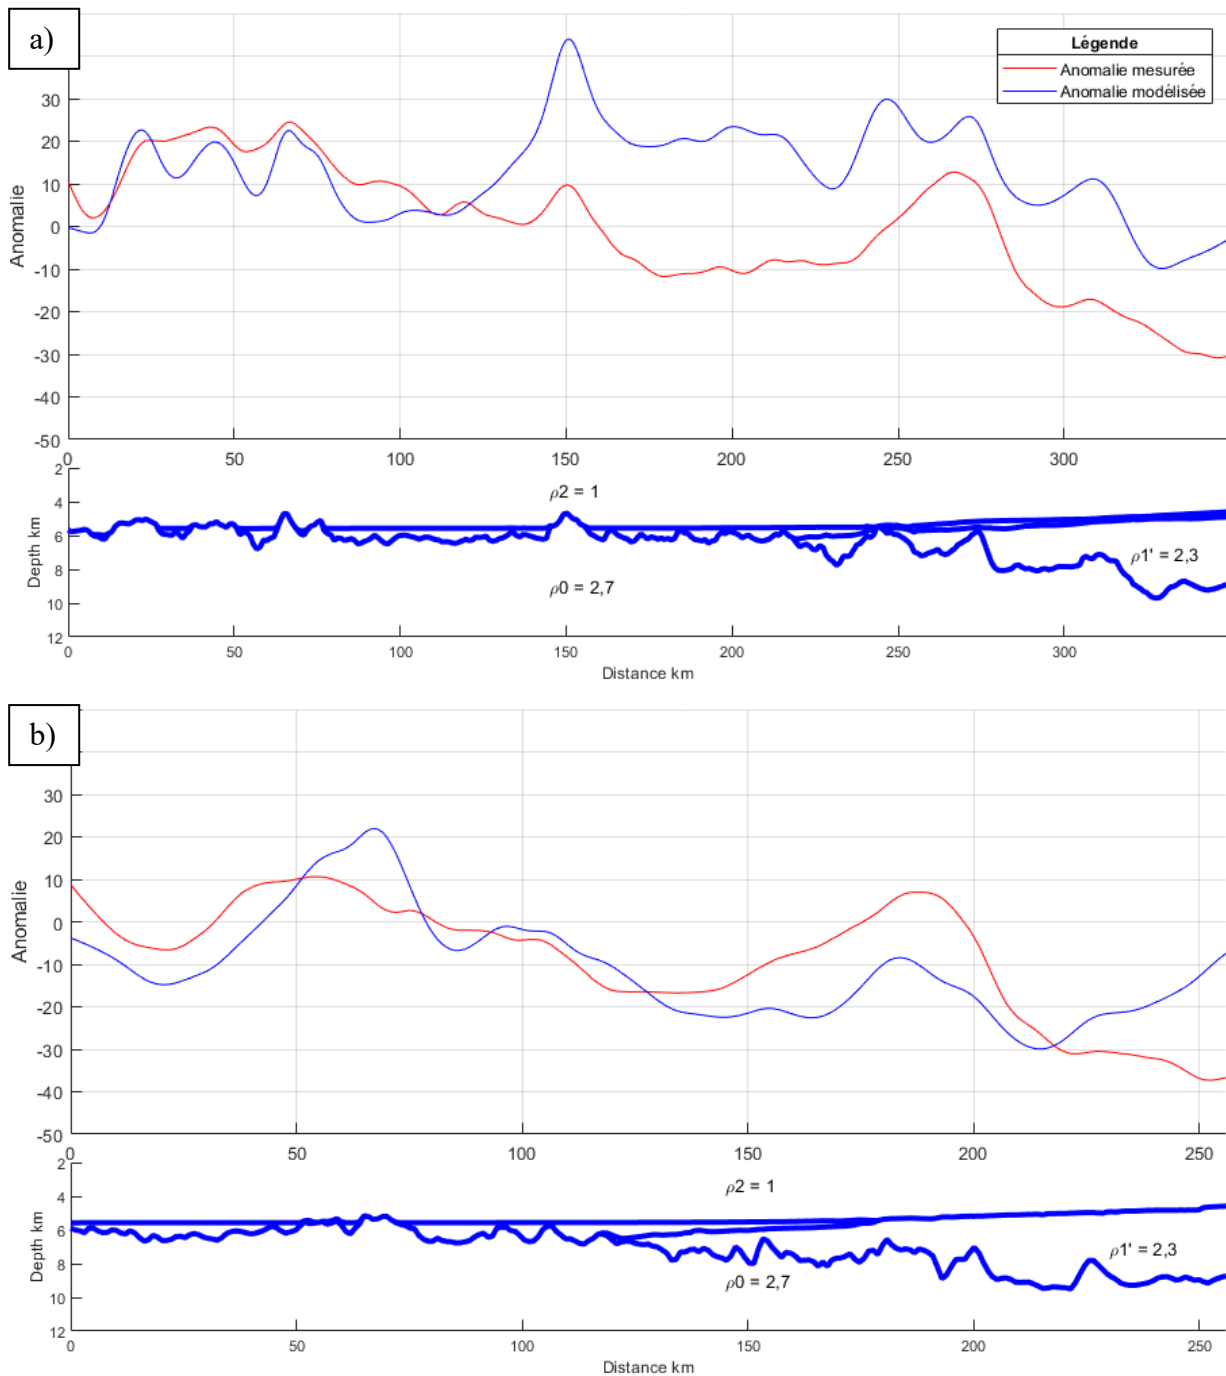 a)
Légende
Anomalie mesurée
Anomalie modélisée
30
20
10
0
-10
-20
-30
-40
-50
Anomalie
0 50 100 150 200 250 300
2
4
6
8
10
12
Depth km
ρ2 = 1
ρ1' = 2,3
ρ0 = 2,7
0 50 100 150 200 250 300
Distance km
b)
30
20
10
0
-10
-20
-30
-40
-50
Anomalie
0 50 100 150 200 250
2
4
6
8
10
12
Depth km
ρ2 = 1
ρ1' = 2,3
ρ0 = 2,7
0 50 100 150 200 250
Distance km